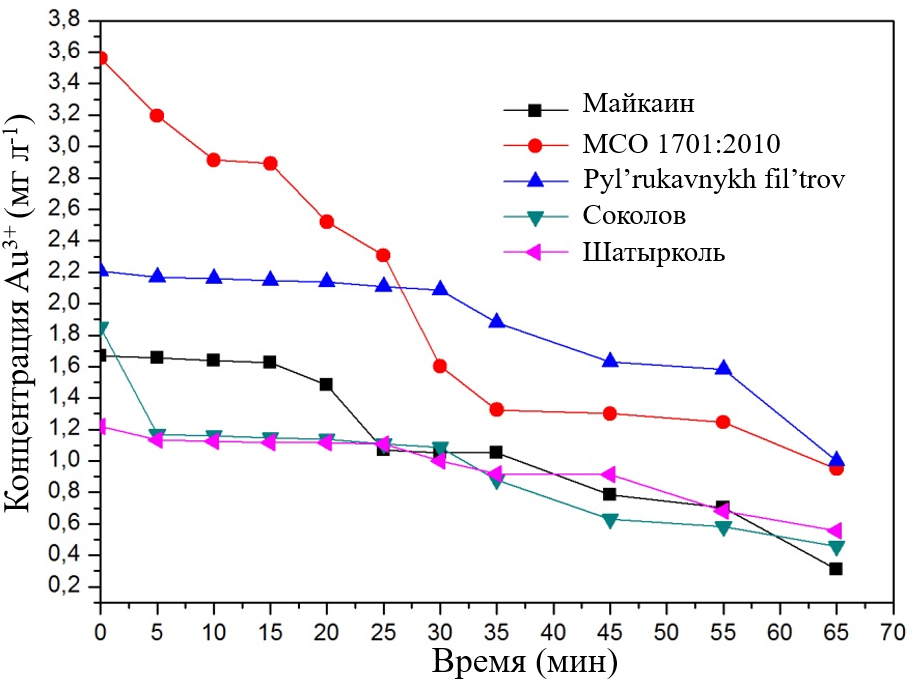 Концентрация Au3+ (мг л-1)
3,8
3,6
3,4
3,2
3,0
2,8
2,6
2,4
2,2
2,0
1,8
1,6
1,4
1,2
1,0
0,8
0,6
0,4
0,2
Майкаин
МСО 1701:2010
Pyl’rukavnykh fil’trov
Соколов
Шатырколь
0 5 10 15 20 25 30 35 40 45 50 55 60 65 70
Время (мин)